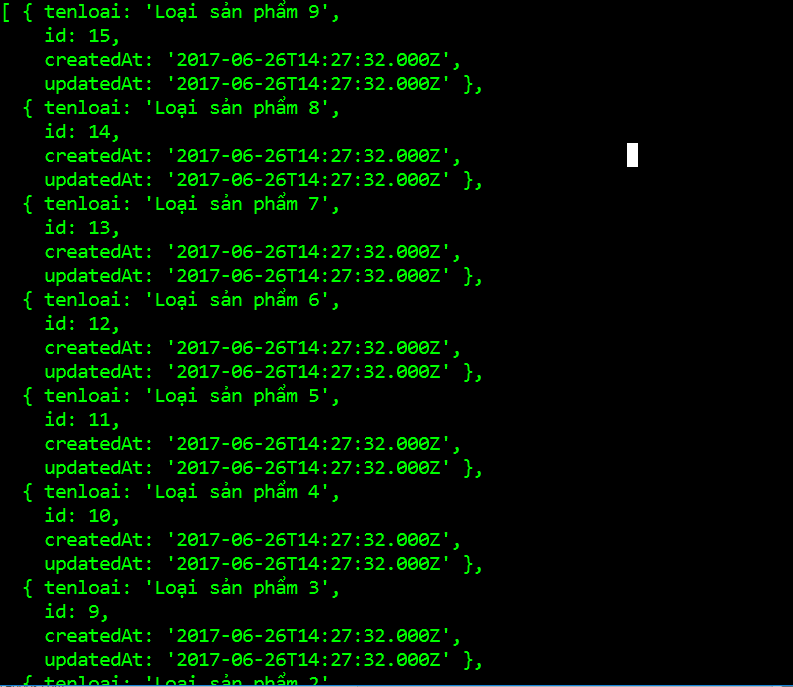 [ { tenloai: 'Loại sản phẩm 9',
id: 15,
createdAt: '2017-06-26T14:27:32.000Z',
updatedAt: '2017-06-26T14:27:32.000Z' },
{ tenloai: 'Loại sản phẩm 8',
id: 14,
createdAt: '2017-06-26T14:27:32.000Z',
updatedAt: '2017-06-26T14:27:32.000Z' },
{ tenloai: 'Loại sản phẩm 7',
id: 13,
createdAt: '2017-06-26T14:27:32.000Z',
updatedAt: '2017-06-26T14:27:32.000Z' },
{ tenloai: 'Loại sản phẩm 6',
id: 12,
createdAt: '2017-06-26T14:27:32.000Z',
updatedAt: '2017-06-26T14:27:32.000Z' },
{ tenloai: 'Loại sản phẩm 5',
id: 11,
createdAt: '2017-06-26T14:27:32.000Z',
updatedAt: '2017-06-26T14:27:32.000Z' },
{ tenloai: 'Loại sản phẩm 4',
id: 10,
createdAt: '2017-06-26T14:27:32.000Z',
updatedAt: '2017-06-26T14:27:32.000Z' },
{ tenloai: 'Loại sản phẩm 3',
id: 9,
createdAt: '2017-06-26T14:27:32.000Z',
updatedAt: '2017-06-26T14:27:32.000Z' },
{ tenloai: 'Loại sản phẩm 2'